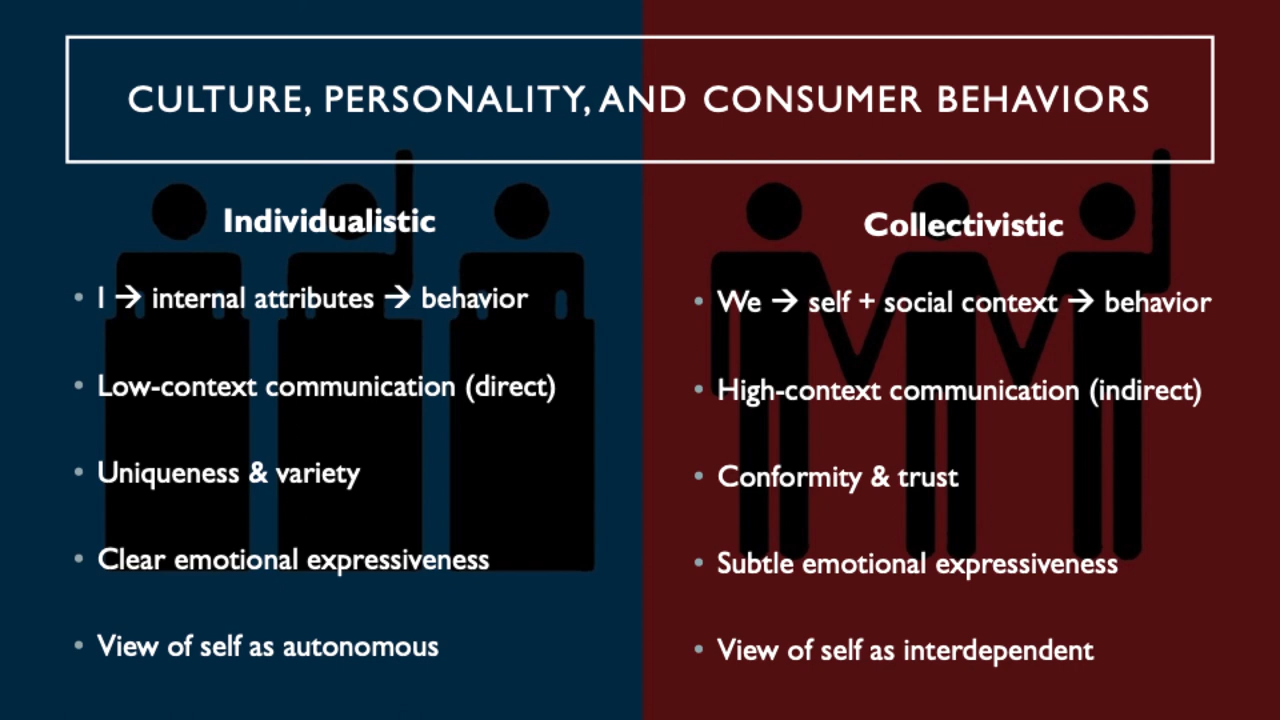 CULTURE, PERSONALITY, AND CONSUMER BEHAVIORS
Individualistic
• I → internal attributes → behavior
• Low-context communication (direct)
• Uniqueness & variety
• Clear emotional expressiveness
• View of self as autonomous
Collectivistic
• We → self + social context → behavior
• High-context communication (indirect)
• Conformity & trust
• Subtle emotional expressiveness
• View of self as interdependent